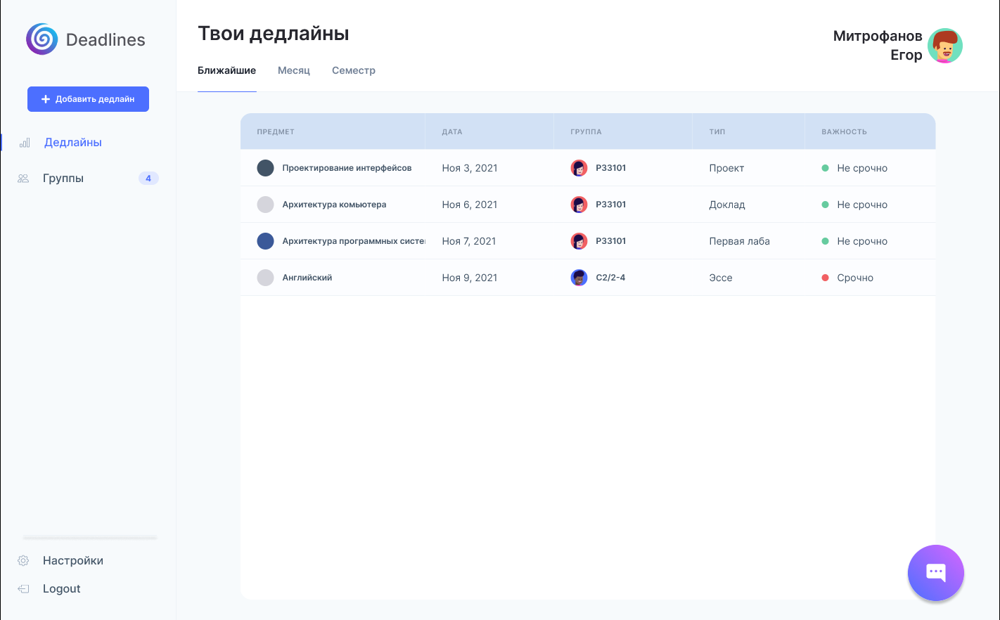 Deadlines
Добавить дедлайн
Дедлайны
Группы 4
Настройки
Logout
Твои дедлайны
Митрофанов
Егор
Ближайшие Месяц Семестр
ПРЕДМЕТ ДАТА ГРУППА ТИП ВАЖНОСТЬ
Проектирование интерфейсов Ноя 3, 2021 P33101 Проект Не срочно
Архитектура комьютера Ноя 6, 2021 P33101 Доклад Не срочно
Архитектура программных систе Ноя 7, 2021 P33101 Первая лаба Не срочно
Английский Ноя 9, 2021 C2/2-4 Эссе Срочно